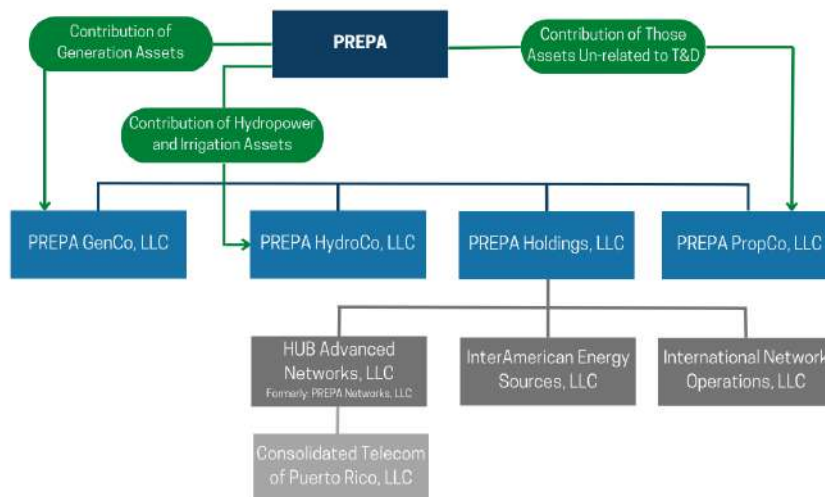 Contribution of
Generation Assets
PREPA
Contribution of Those
Assets Un-related to T&D
Contribution of Hydropower
and Irrigation Assets
PREPA GenCo, LLC
PREPA HydroCo, LLC
PREPA Holdings, LLC
PREPA PropCo, LLC
HUB Advanced
Networks, LLC
Formerly: PREPA Networks, LLC
InterAmerican Energy
Sources, LLC
International Network
Operations, LLC
Consolidated Telecom
of Puerto Rico, LLC